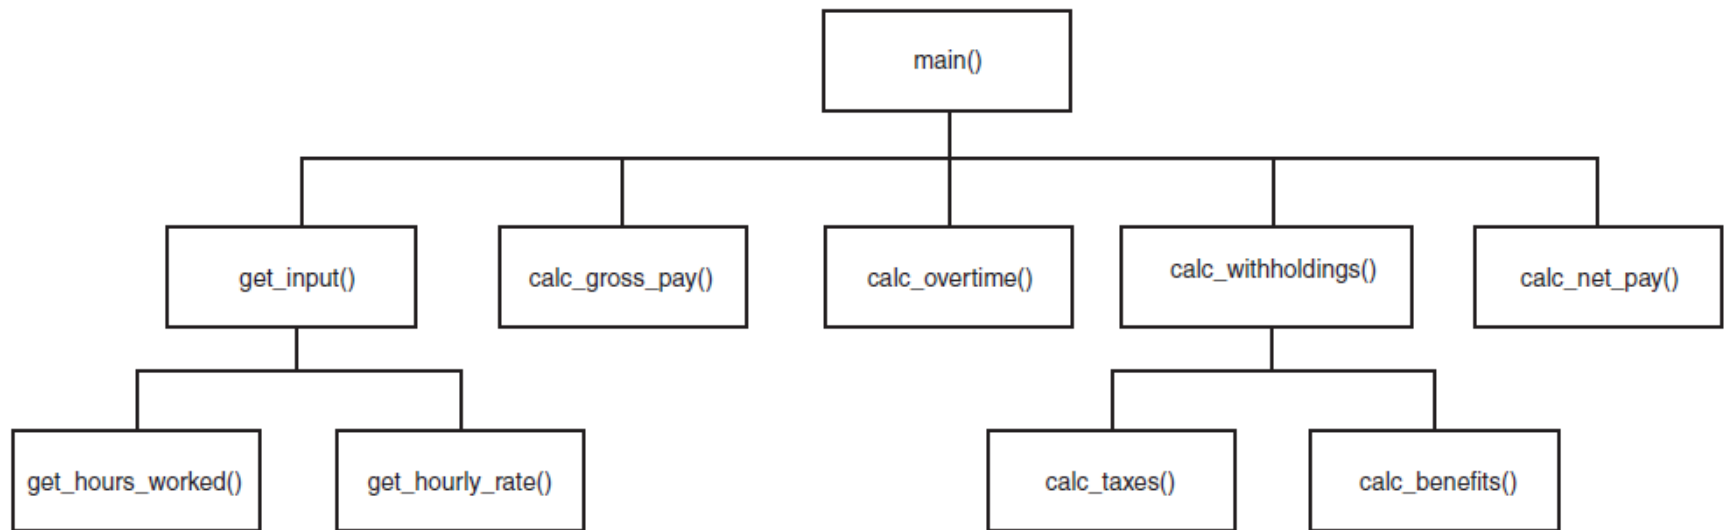 main()
get_input()
calc_gross_pay()
calc_overtime()
calc_withholdings()
calc_net_pay()
get_hours_worked()
get_hourly_rate()
calc_taxes()
calc_benefits()